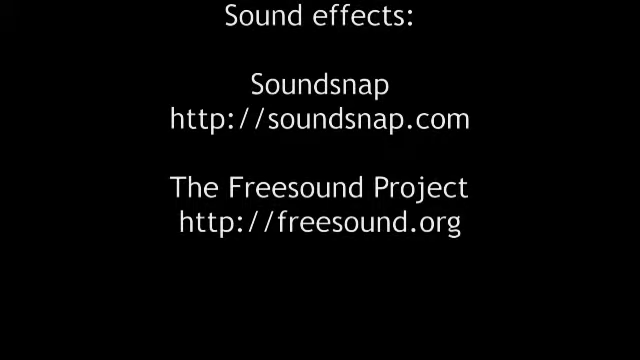 Sound effects:
Soundsnap
http://soundsnap.com
The Freesound Project
http://freesound.org